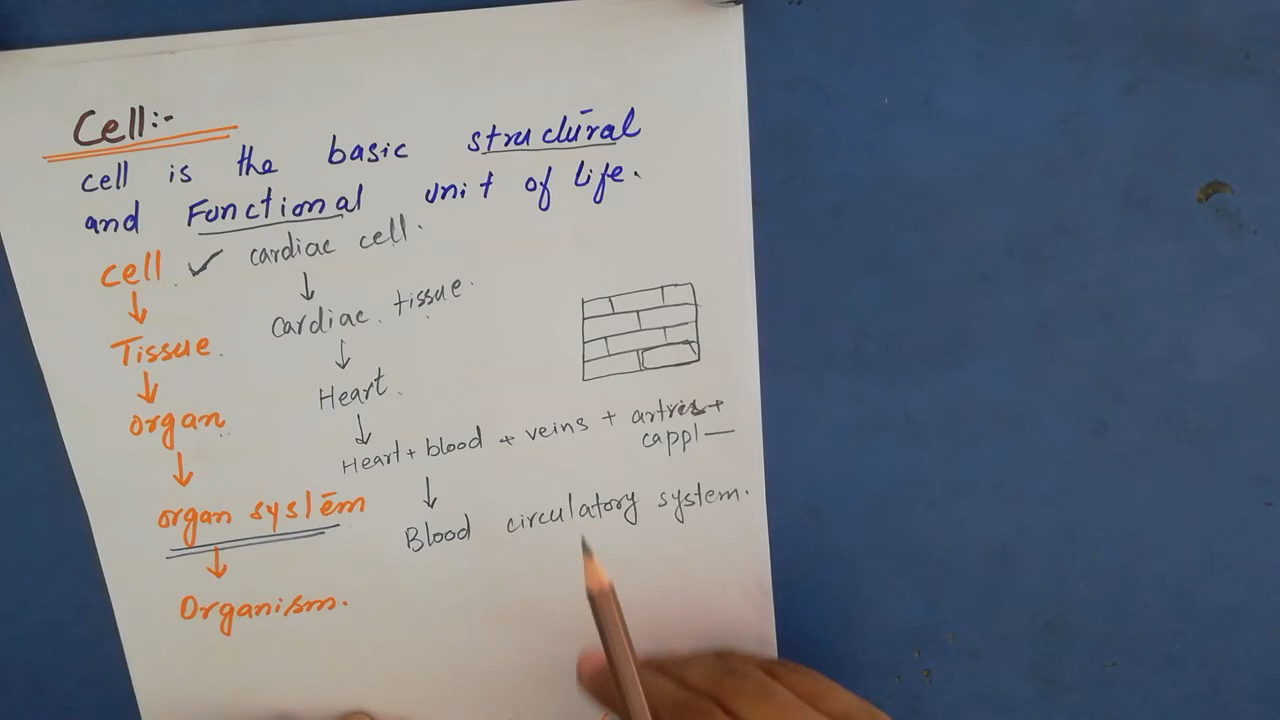 Cell:-
cell is the basic structural
and Functional unit of life.
cell ✓ cardiac cell.
↓ ↓
Tissue. cardiac tissue.
↓ ↓
organ Heart.
↓ ↓
Heart + blood + veins + artries +
cappl —
↓
organ system Blood circulatory system.
↓
Organism.